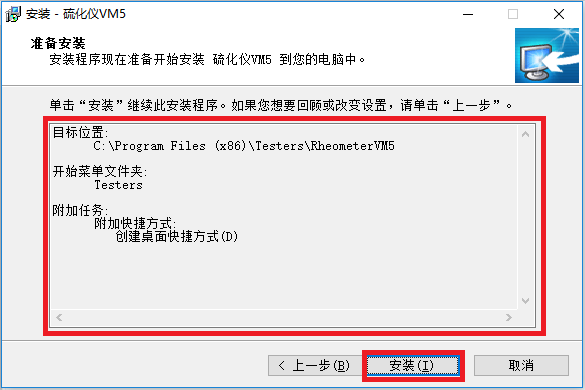 安装 - 硫化仪VM5
准备安装
安装程序现在准备开始安装 硫化仪VM5 到您的电脑中。
单击“安装”继续此安装程序。如果您想要回顾或改变设置，请单击“上一步”。
目标位置:
C:\Program Files (x86)\Testers\RheometerVM5
开始菜单文件夹:
Testers
附加任务:
附加快捷方式:
创建桌面快捷方式(D)
< 上一步(B) 安装(I) 取消